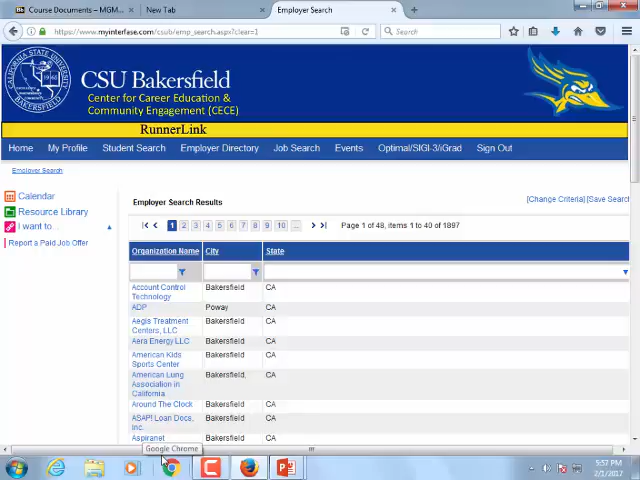 Course Documents – MGM...
New Tab
Employer Search
https://www.myinterfase.com/csub/emp_search.aspx?clear=1
Search
CALIFORNIA STATE UNIVERSITY
BAKERSFIELD
CSU Bakersfield
Center for Career Education &
Community Engagement (CECE)
RunnerLink
Home My Profile Student Search Employer Directory Job Search Events Optimal/SIGI-3/iGrad Sign Out
Employer Search
Calendar
Resource Library
I want to...
Report a Paid Job Offer
Employer Search Results
[Change Criteria] [Save Search
1 2 3 4 5 6 7 8 9 10 ... Page 1 of 48, items 1 to 40 of 1897
Organization Name City State
Account Control
Technology Bakersfield CA
ADP Poway CA
Aegis Treatment
Centers, LLC Bakersfield CA
Aera Energy LLC Bakersfield CA
American Kids
Sports Center Bakersfield CA
American Lung
Association in
California Bakersfield, CA
Around The Clock Bakersfield CA
ASAP! Loan Docs,
Inc. Bakersfield CA
Aspiranet Bakersfield CA
Google Chrome
5:57 PM
2/1/2017